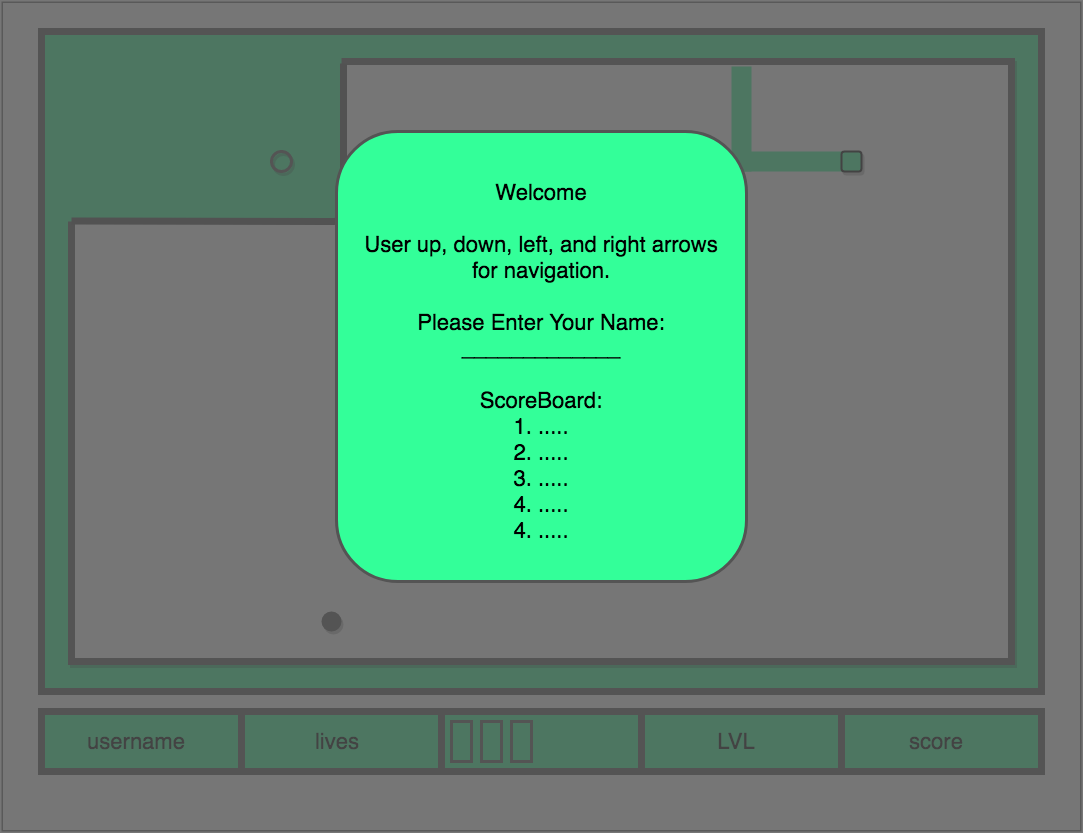 Welcome
User up, down, left, and right arrows
for navigation.
Please Enter Your Name:
_____________
ScoreBoard:
1. .....
2. .....
3. .....
4. .....
4. .....
username
lives
LVL
score